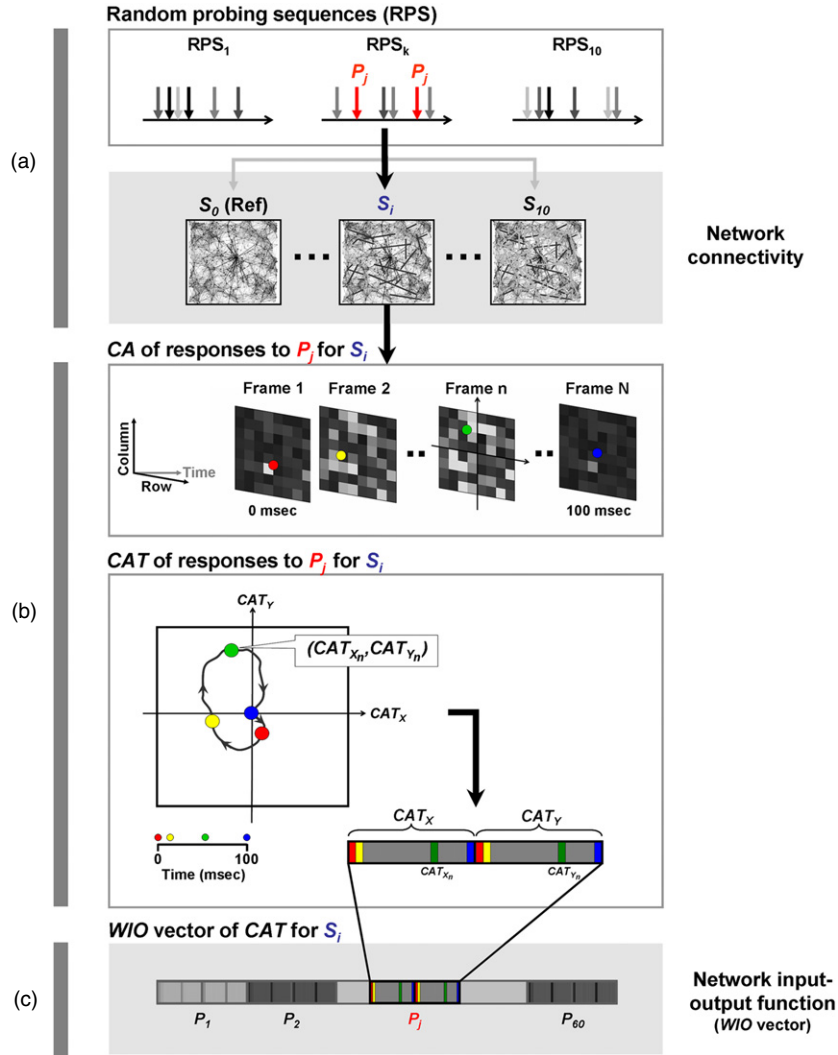 Random probing sequences (RPS)
RPS1 RPSk RPS10
Pj Pj
(a)
S0 (Ref) Si S10
Network
connectivity
CA of responses to Pj for Si
Frame 1 Frame 2 Frame n Frame N
Column
Time
Row
0 msec 100 msec
CAT of responses to Pj for Si
(b)
CATY
(CATXn,CATYn)
CATX
CATX CATY
0 100
Time (msec)
CATXn CATYn
WIO vector of CAT for Si
(c)
P1 P2 Pj P60
Network input-
output function
(WIO vector)